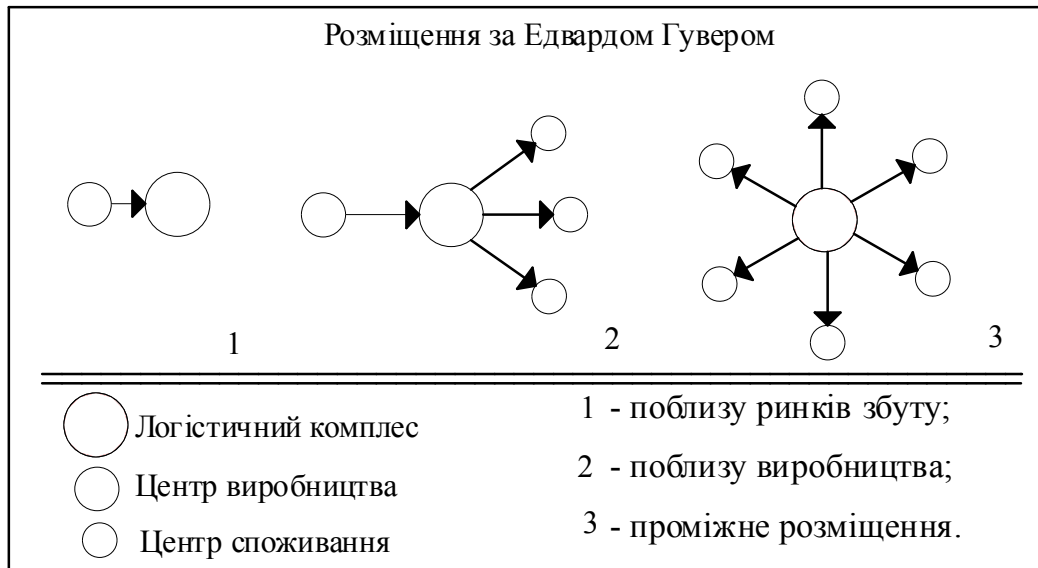 Розміщення за Едвардом Гувером
1
2
3
Логістичний комплес
Центр виробництва
Центр споживання
1 - поблизу ринків збуту;
2 - поблизу виробництва;
3 - проміжне розміщення.